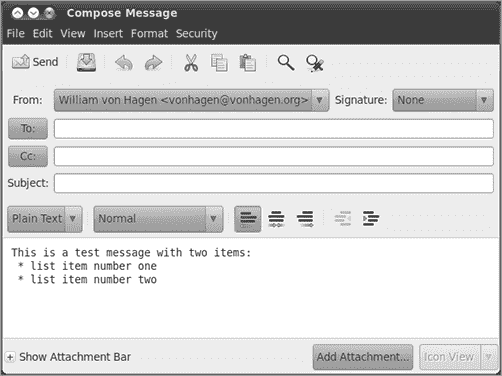 Compose Message
File Edit View Insert Format Security
Send
From: William von Hagen <vonhagen@vonhagen.org> Signature: None
To:
Cc:
Subject:
Plain Text Normal
This is a test message with two items:
* list item number one
* list item number two
Show Attachment Bar Add Attachment... Icon View